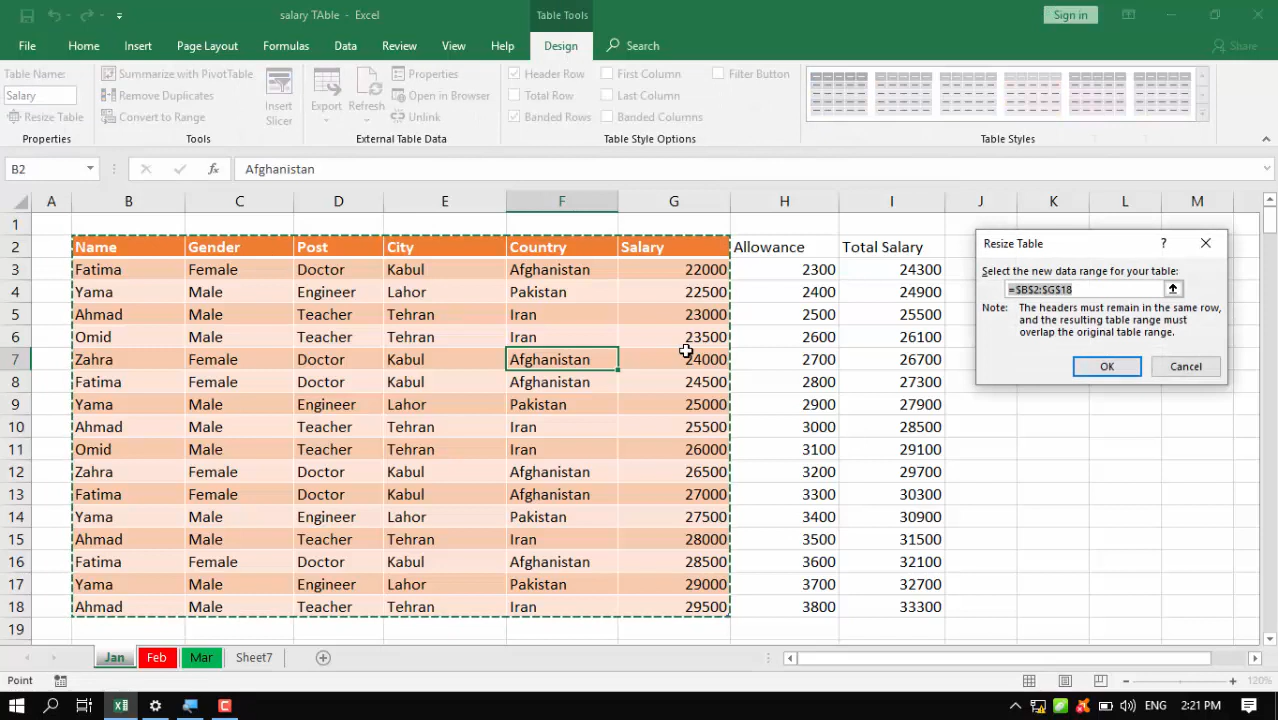 salary TAble - Excel
Table Tools
Sign in
File Home Insert Page Layout Formulas Data Review View Help Design Search Share
Table Name:
Salary
Resize Table
Properties
Summarize with PivotTable
Remove Duplicates
Convert to Range
Tools
Insert
Slicer
Export
Refresh
Properties
Open in Browser
Unlink
External Table Data
Header Row
Total Row
Banded Rows
First Column
Last Column
Banded Columns
Filter Button
Table Style Options
Table Styles
B2 fx Afghanistan
A B C D E F G H I J K L M
1
2 Name Gender Post City Country Salary Allowance Total Salary
3 Fatima Female Doctor Kabul Afghanistan 22000 2300 24300
4 Yama Male Engineer Lahor Pakistan 22500 2400 24900
5 Ahmad Male Teacher Tehran Iran 23000 2500 25500
6 Omid Male Teacher Tehran Iran 23500 2600 26100
7 Zahra Female Doctor Kabul Afghanistan 24000 2700 26700
8 Fatima Female Doctor Kabul Afghanistan 24500 2800 27300
9 Yama Male Engineer Lahor Pakistan 25000 2900 27900
10 Ahmad Male Teacher Tehran Iran 25500 3000 28500
11 Omid Male Teacher Tehran Iran 26000 3100 29100
12 Zahra Female Doctor Kabul Afghanistan 26500 3200 29700
13 Fatima Female Doctor Kabul Afghanistan 27000 3300 30300
14 Yama Male Engineer Lahor Pakistan 27500 3400 30900
15 Ahmad Male Teacher Tehran Iran 28000 3500 31500
16 Fatima Female Doctor Kabul Afghanistan 28500 3600 32100
17 Yama Male Engineer Lahor Pakistan 29000 3700 32700
18 Ahmad Male Teacher Tehran Iran 29500 3800 33300
19
Resize Table ?
Select the new data range for your table:
=$B$2:$G$18
Note: The headers must remain in the same row,
and the resulting table range must
overlap the original table range.
OK Cancel
Jan Feb Mar Sheet7
Point 120%
ENG 2:21 PM